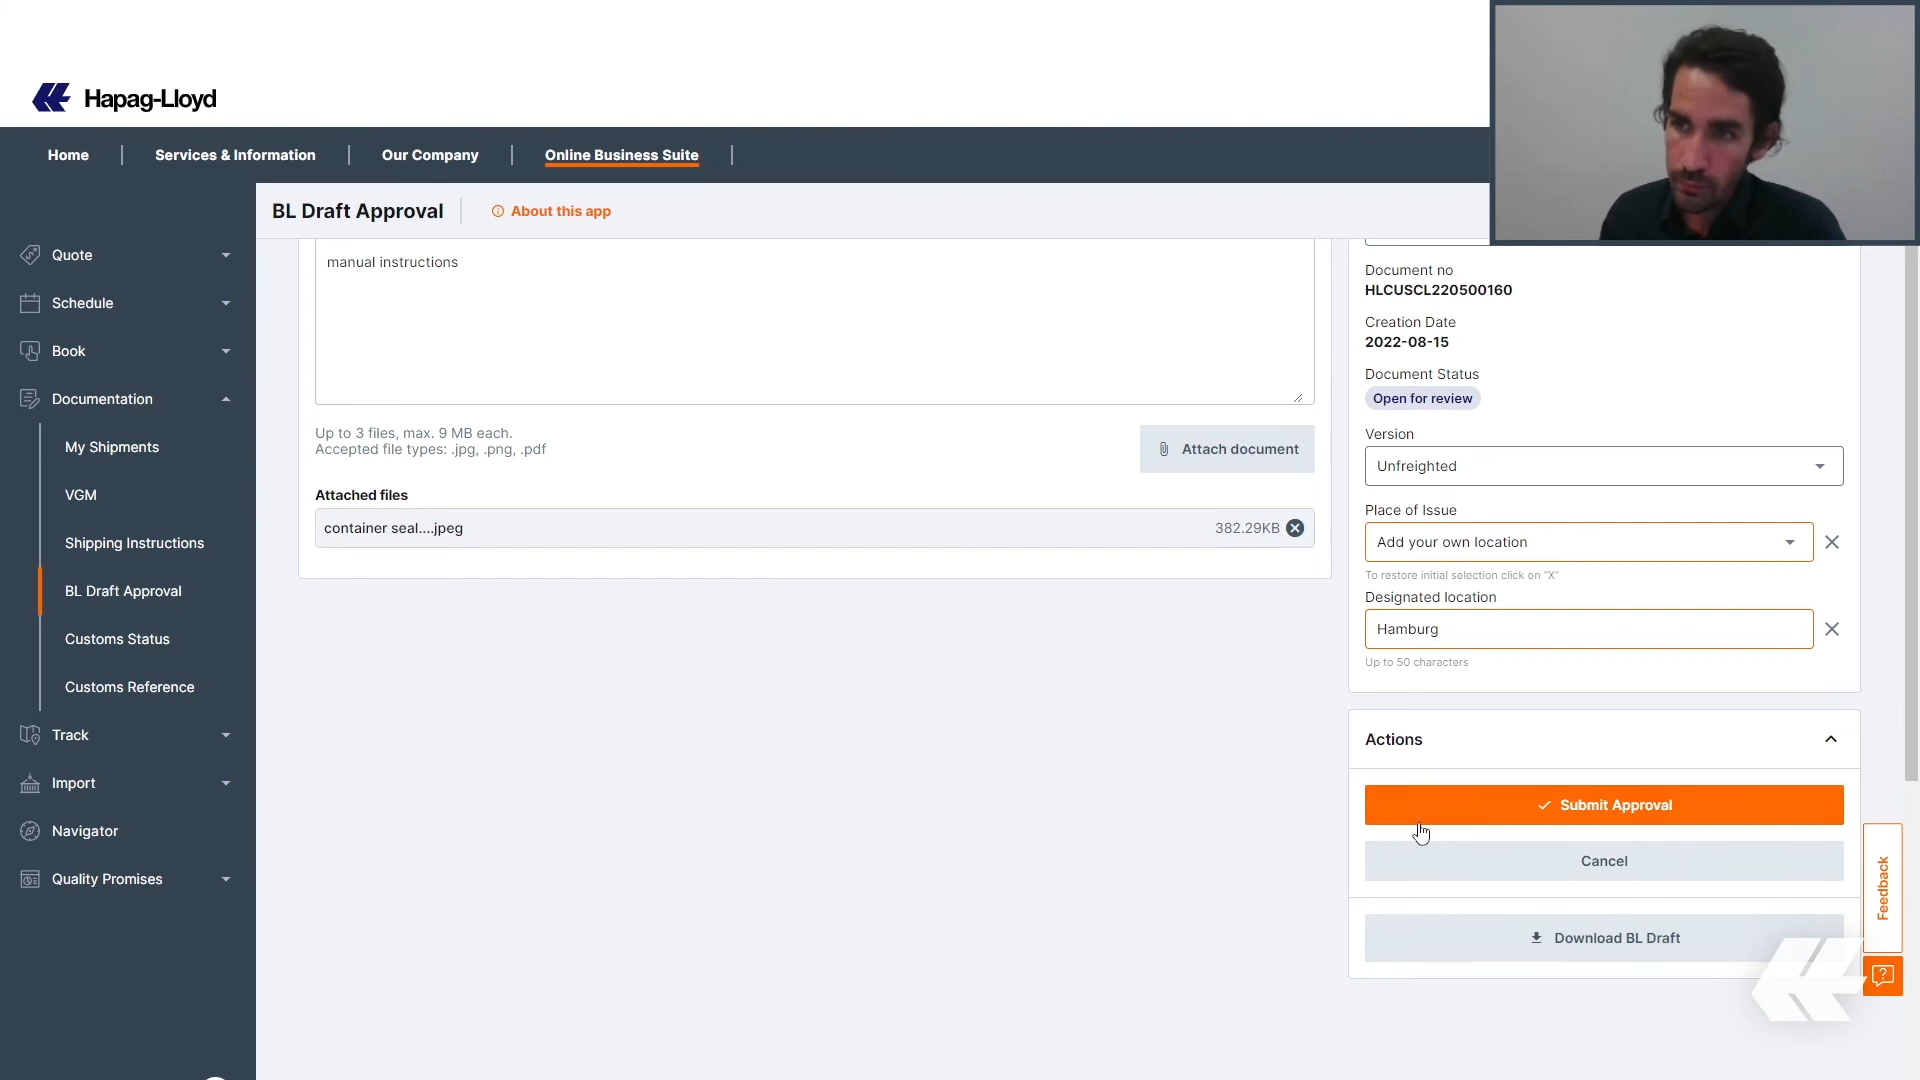 Hapag-Lloyd
Home
Services & Information
Our Company
Online Business Suite
BL Draft Approval
About this app
Quote
Schedule
Book
Documentation
My Shipments
VGM
Shipping Instructions
BL Draft Approval
Customs Status
Customs Reference
Track
Import
Navigator
Quality Promises
manual instructions
Up to 3 files, max. 9 MB each.
Accepted file types: .jpg, .png, .pdf
Attach document
Attached files
container seal....jpeg
382.29KB
Document no
HLCUSCL220500160
Creation Date
2022-08-15
Document Status
Open for review
Version
Unfreighted
Place of Issue
Add your own location
To restore initial selection click on "X"
Designated location
Hamburg
Up to 50 characters
Actions
Submit Approval
Cancel
Download BL Draft
Feedback